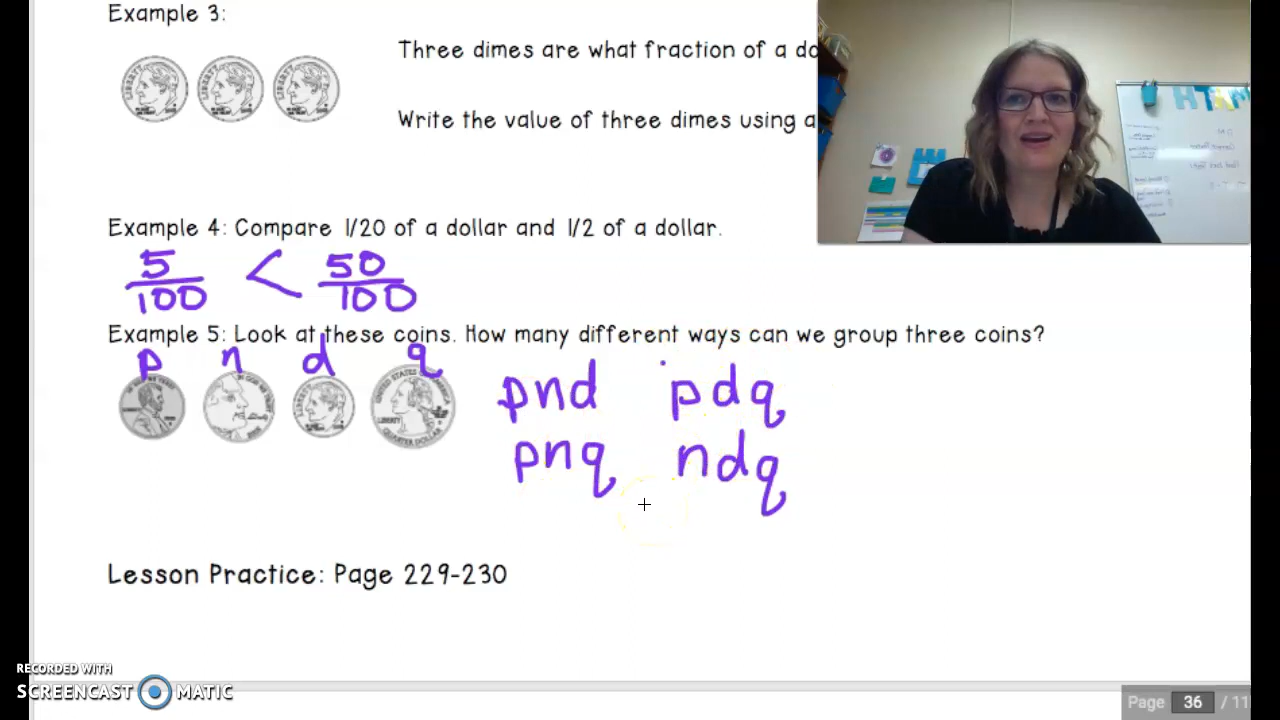 Example 3:
Three dimes are what fraction of a do
Write the value of three dimes using a
Example 4: Compare 1/20 of a dollar and 1/2 of a dollar.
5/100 < 50/100
Example 5: Look at these coins. How many different ways can we group three coins?
p n d q
pnd pdq
pnq ndq
Lesson Practice: Page 229-230
RECORDED WITH
SCREENCAST MATIC
Page 36 / 11